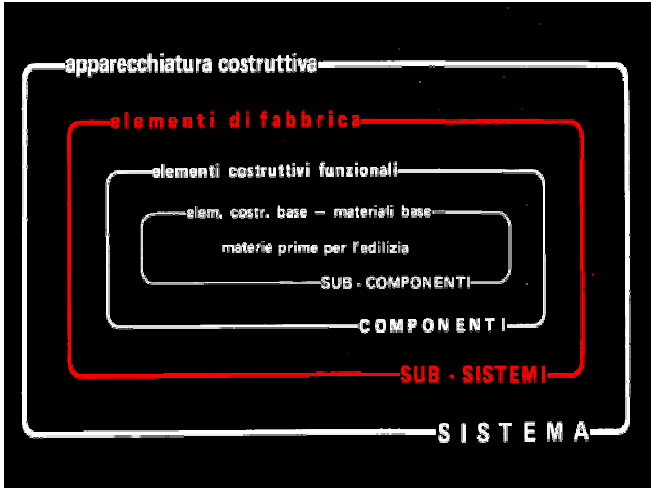 apparecchiatura costruttiva
elementi di fabbrica
elementi costruttivi funzionali
elem. costr. base – materiali base
materie prime per l'edilizia
SUB - COMPONENTI
COMPONENTI
SUB - SISTEMI
SISTEMA